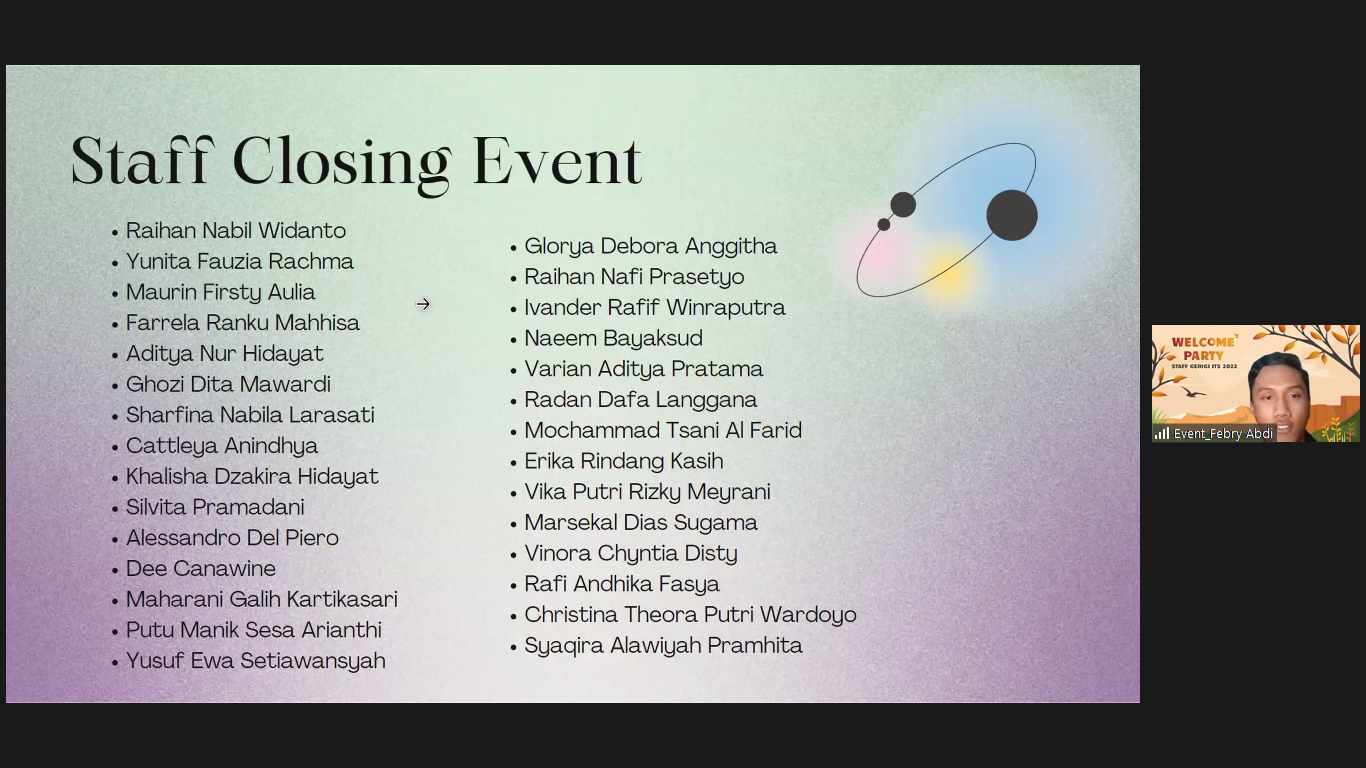 Staff Closing Event
• Raihan Nabil Widanto
• Yunita Fauzia Rachma
• Maurin Firsty Aulia
• Farrela Ranku Mahhisa
• Aditya Nur Hidayat
• Ghozi Dita Mawardi
• Sharfina Nabila Larasati
• Cattleya Anindhya
• Khalisha Dzakira Hidayat
• Silvita Pramadani
• Alessandro Del Piero
• Dee Canawine
• Maharani Galih Kartikasari
• Putu Manik Sesa Arianthi
• Yusuf Ewa Setiawansyah
• Glorya Debora Anggitha
• Raihan Nafi Prasetyo
• Ivander Rafif Winraputra
• Naeem Bayaksud
• Varian Aditya Pratama
• Radan Dafa Langgana
• Mochammad Tsani Al Farid
• Erika Rindang Kasih
• Vika Putri Rizky Meyrani
• Marsekal Dias Sugama
• Vinora Chyntia Disty
• Rafi Andhika Fasya
• Christina Theora Putri Wardoyo
• Syaqira Alawiyah Pramhita
WELCOME
PARTY
STAFF GERIGI ITS 2022
Event_Febry Abdi